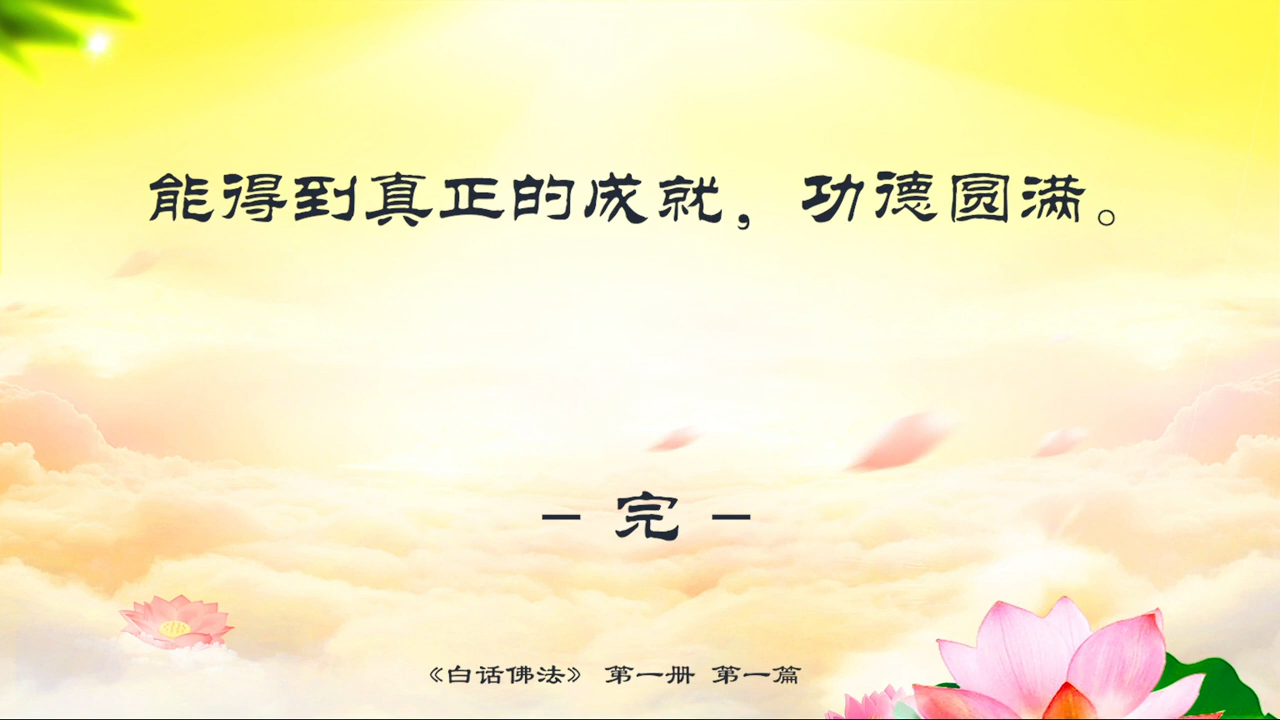 能得到真正的成就，功德圆满。
– 完 –
《白话佛法》 第一册 第一篇